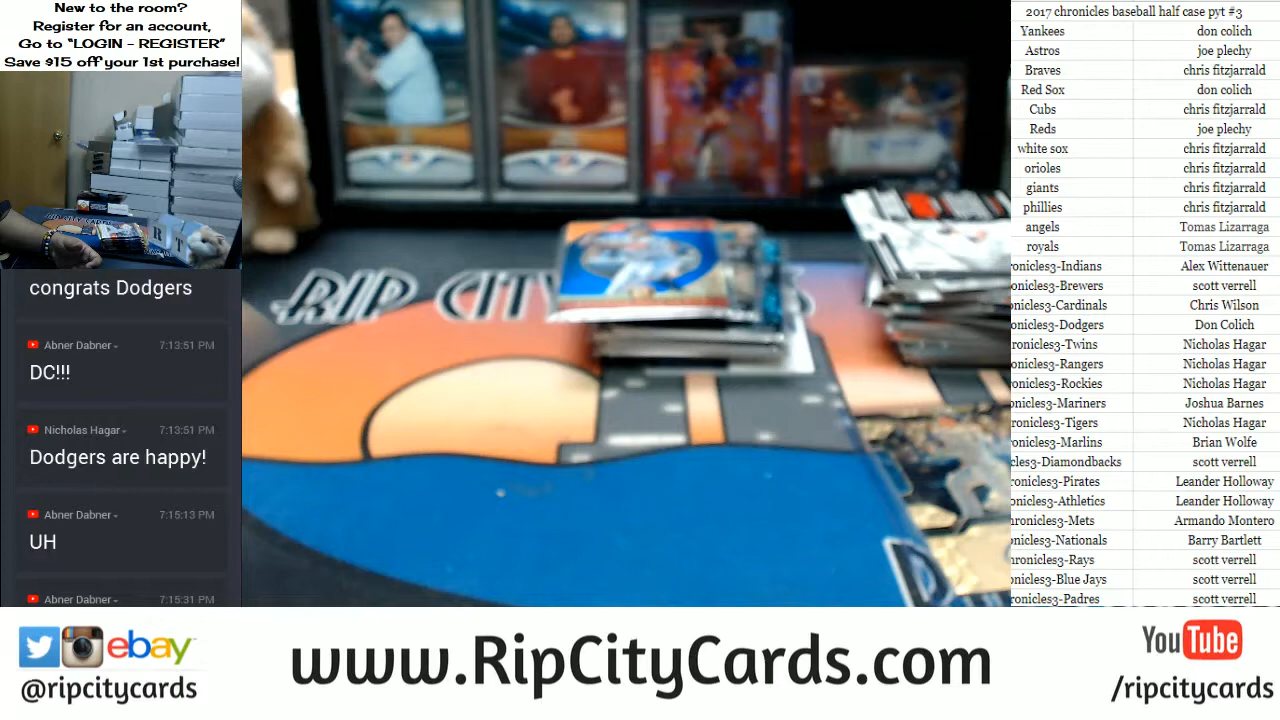 New to the room?
Register for an account,
Go to “LOGIN - REGISTER”
Save $15 off your 1st purchase!
congrats Dodgers
Abner Dabner 7:13:51 PM
DC!!!
Nicholas Hagar 7:13:51 PM
Dodgers are happy!
Abner Dabner 7:15:13 PM
UH
Abner Dabner 7:15:31 PM
RIP CITY
2017 chronicles baseball half case pyt #3
Yankees don colich
Astros joe plechy
Braves chris fitzjarrald
Red Sox don colich
Cubs chris fitzjarrald
Reds joe plechy
white sox chris fitzjarrald
orioles chris fitzjarrald
giants chris fitzjarrald
phillies chris fitzjarrald
angels Tomas Lizarraga
royals Tomas Lizarraga
ronicles3-Indians Alex Wittenauer
onicles3-Brewers scott verrell
onicles3-Cardinals Chris Wilson
onicles3-Dodgers Don Colich
ronicles3-Twins Nicholas Hagar
onicles3-Rangers Nicholas Hagar
ronicles3-Rockies Nicholas Hagar
onicles3-Mariners Joshua Barnes
ronicles3-Tigers Nicholas Hagar
onicles3-Marlins Brian Wolfe
cles3-Diamondbacks scott verrell
ronicles3-Pirates Leander Holloway
onicles3-Athletics Leander Holloway
hronicles3-Mets Armando Montero
onicles3-Nationals Barry Bartlett
hronicles3-Rays scott verrell
onicles3-Blue Jays scott verrell
ronicles3-Padres scott verrell
ebay
@ripcitycards
www.RipCityCards.com
YouTube
/ripcitycards